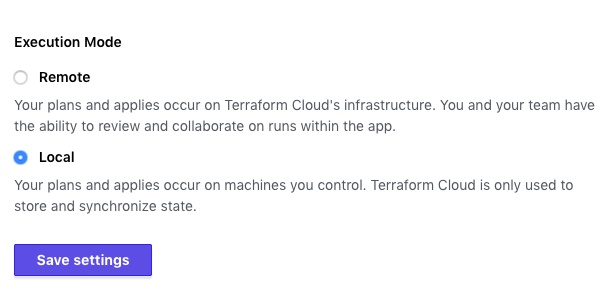 Execution Mode
Remote
Your plans and applies occur on Terraform Cloud's infrastructure. You and your team have
the ability to review and collaborate on runs within the app.
Local
Your plans and applies occur on machines you control. Terraform Cloud is only used to
store and synchronize state.
Save settings